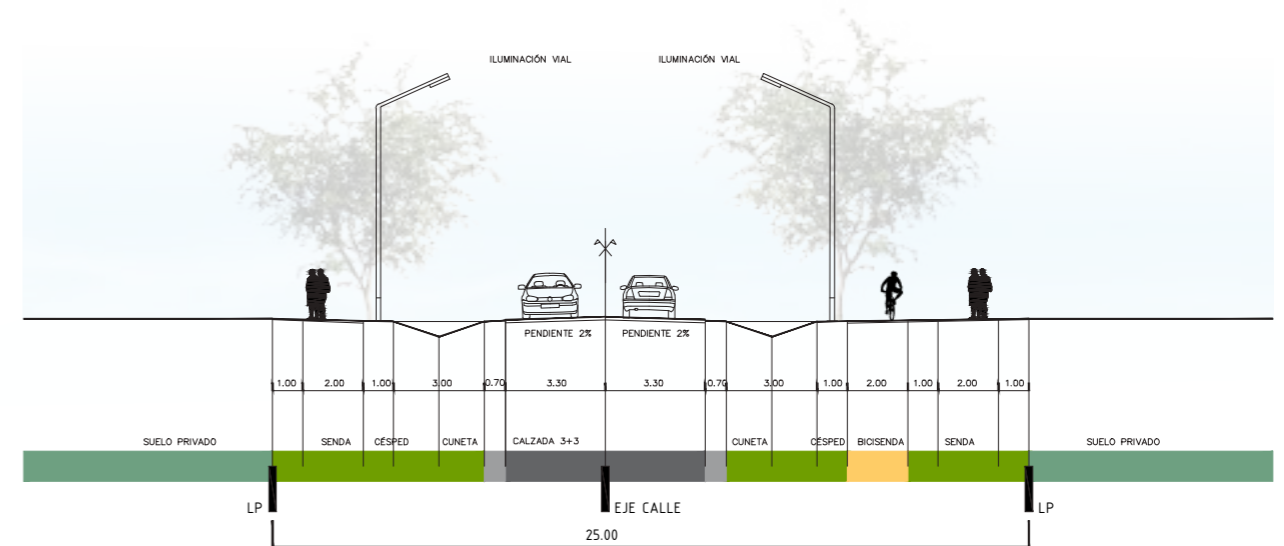 ILUMINACIÓN VIAL ILUMINACIÓN VIAL
PENDIENTE 2% PENDIENTE 2%
1.00 2.00 1.00 3.00 0.70 3.30 3.30 0.70 3.00 1.00 2.00 1.00 2.00 1.00
SUELO PRIVADO SENDA CÉSPED CUNETA CALZADA 3+3 CUNETA CÉSPED BICISENDA SENDA SUELO PRIVADO
LP EJE CALLE LP
25.00